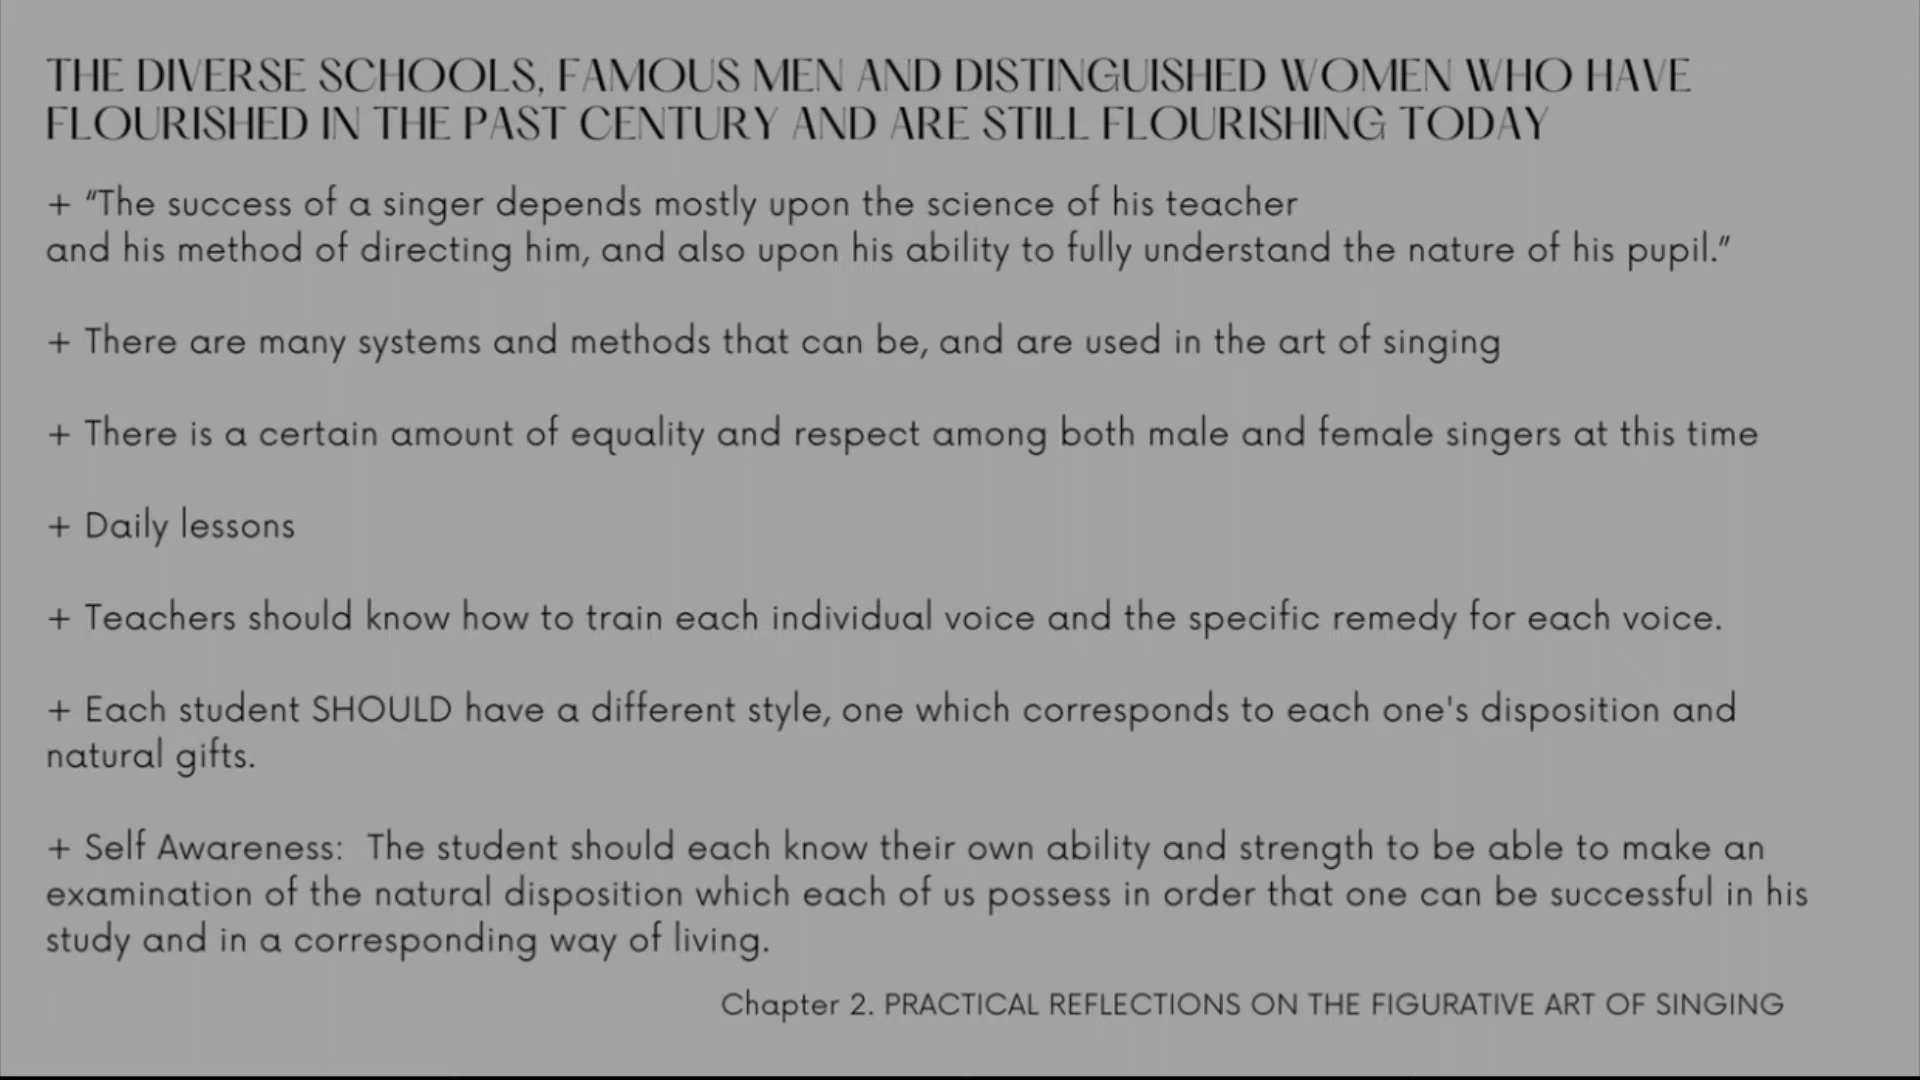 THE DIVERSE SCHOOLS, FAMOUS MEN AND DISTINGUISHED WOMEN WHO HAVE
FLOURISHED IN THE PAST CENTURY AND ARE STILL FLOURISHING TODAY
+ “The success of a singer depends mostly upon the science of his teacher
and his method of directing him, and also upon his ability to fully understand the nature of his pupil.”
+ There are many systems and methods that can be, and are used in the art of singing
+ There is a certain amount of equality and respect among both male and female singers at this time
+ Daily lessons
+ Teachers should know how to train each individual voice and the specific remedy for each voice.
+ Each student SHOULD have a different style, one which corresponds to each one's disposition and
natural gifts.
+ Self Awareness:  The student should each know their own ability and strength to be able to make an
examination of the natural disposition which each of us possess in order that one can be successful in his
study and in a corresponding way of living.
Chapter 2. PRACTICAL REFLECTIONS ON THE FIGURATIVE ART OF SINGING